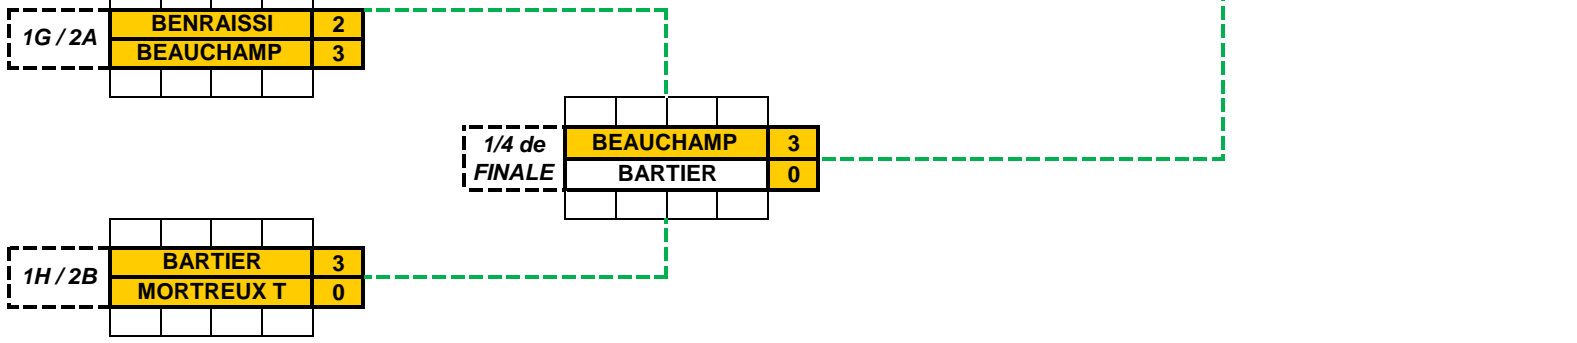 1G / 2A
BENRAISSI 2
BEAUCHAMP 3
1/4 de
FINALE
BEAUCHAMP 3
BARTIER 0
1H / 2B
BARTIER 3
MORTREUX T 0